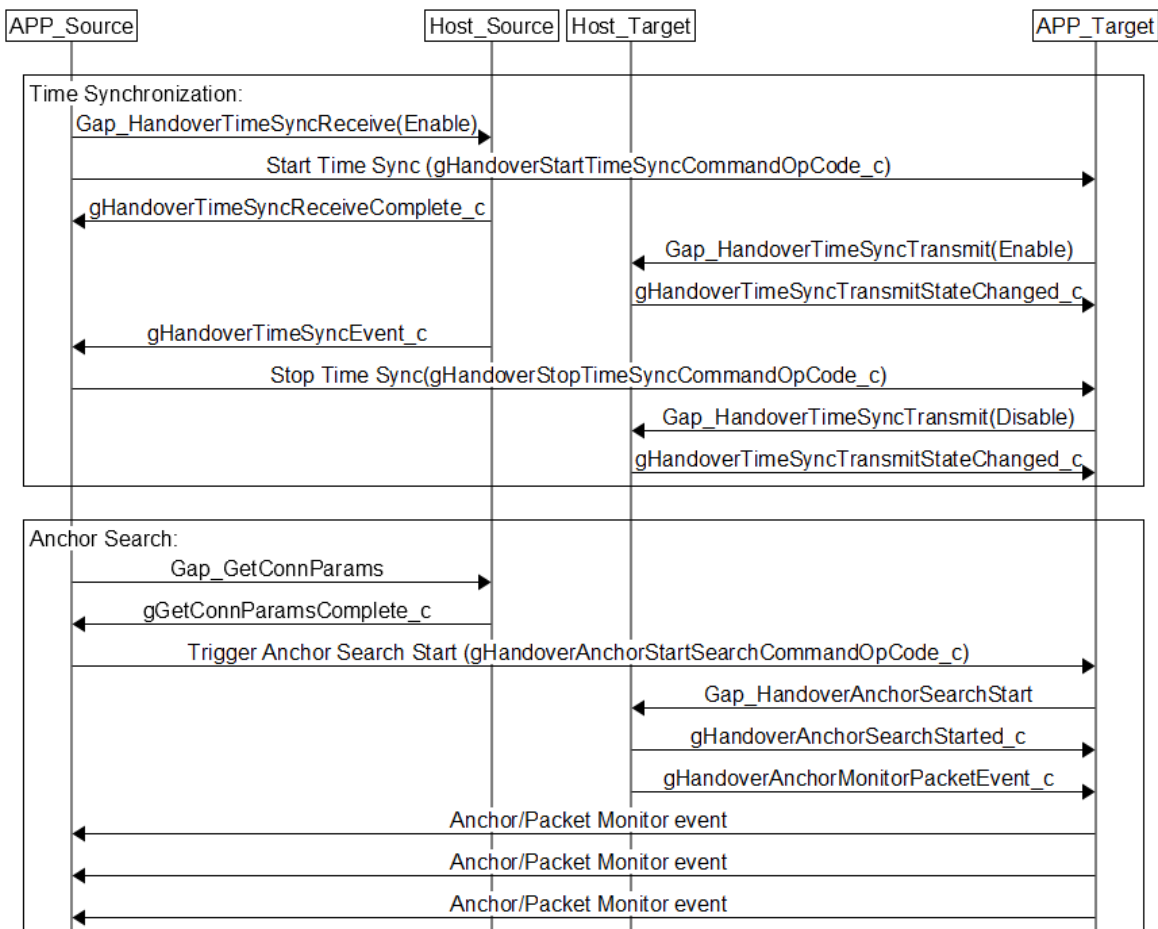 APP_Source
Host_Source
Host_Target
APP_Target
Time Synchronization:
Gap_HandoverTimeSyncReceive(Enable)
Start Time Sync (gHandoverStartTimeSyncCommandOpCode_c)
gHandoverTimeSyncReceiveComplete_c
Gap_HandoverTimeSyncTransmit(Enable)
gHandoverTimeSyncTransmitStateChanged_c
gHandoverTimeSyncEvent_c
Stop Time Sync(gHandoverStopTimeSyncCommandOpCode_c)
Gap_HandoverTimeSyncTransmit(Disable)
gHandoverTimeSyncTransmitStateChanged_c
Anchor Search:
Gap_GetConnParams
gGetConnParamsComplete_c
Trigger Anchor Search Start (gHandoverAnchorStartSearchCommandOpCode_c)
Gap_HandoverAnchorSearchStart
gHandoverAnchorSearchStarted_c
gHandoverAnchorMonitorPacketEvent_c
Anchor/Packet Monitor event
Anchor/Packet Monitor event
Anchor/Packet Monitor event